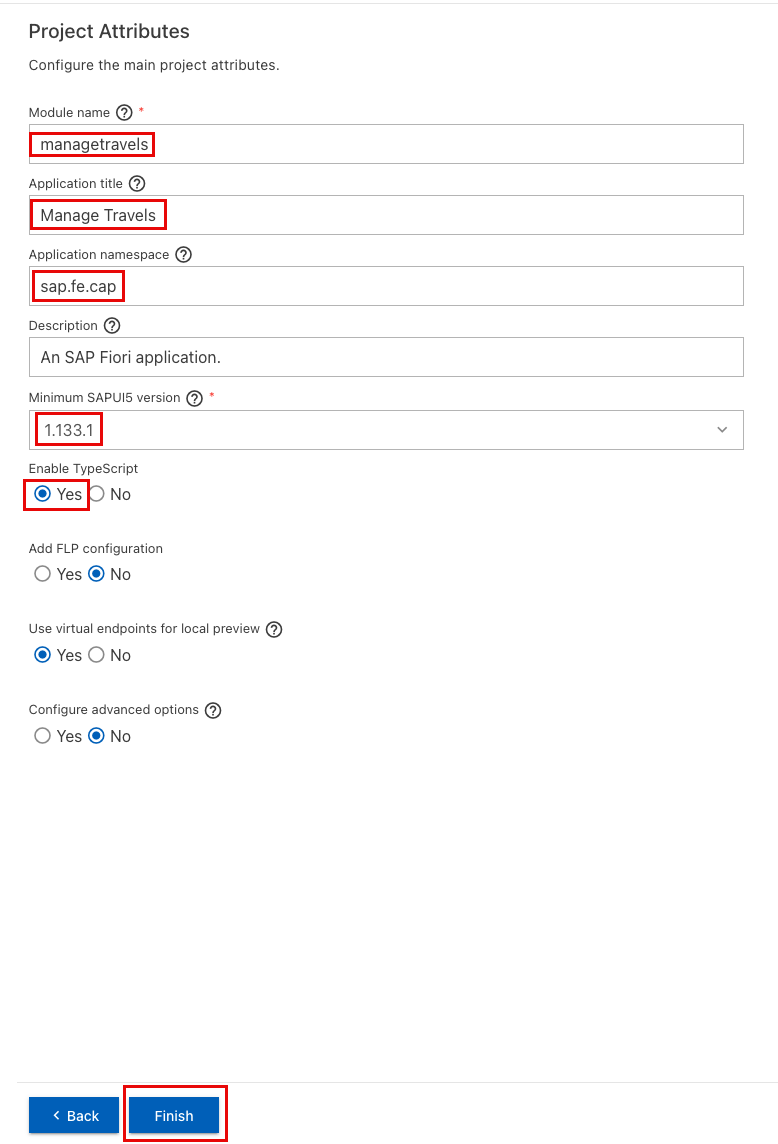 Project Attributes
Configure the main project attributes.
Module name ? *
managetravels
Application title ?
Manage Travels
Application namespace ?
sap.fe.cap
Description ?
An SAP Fiori application.
Minimum SAPUI5 version ? *
1.133.1
Enable TypeScript
Yes No
Add FLP configuration
Yes No
Use virtual endpoints for local preview ?
Yes No
Configure advanced options ?
Yes No
Back Finish